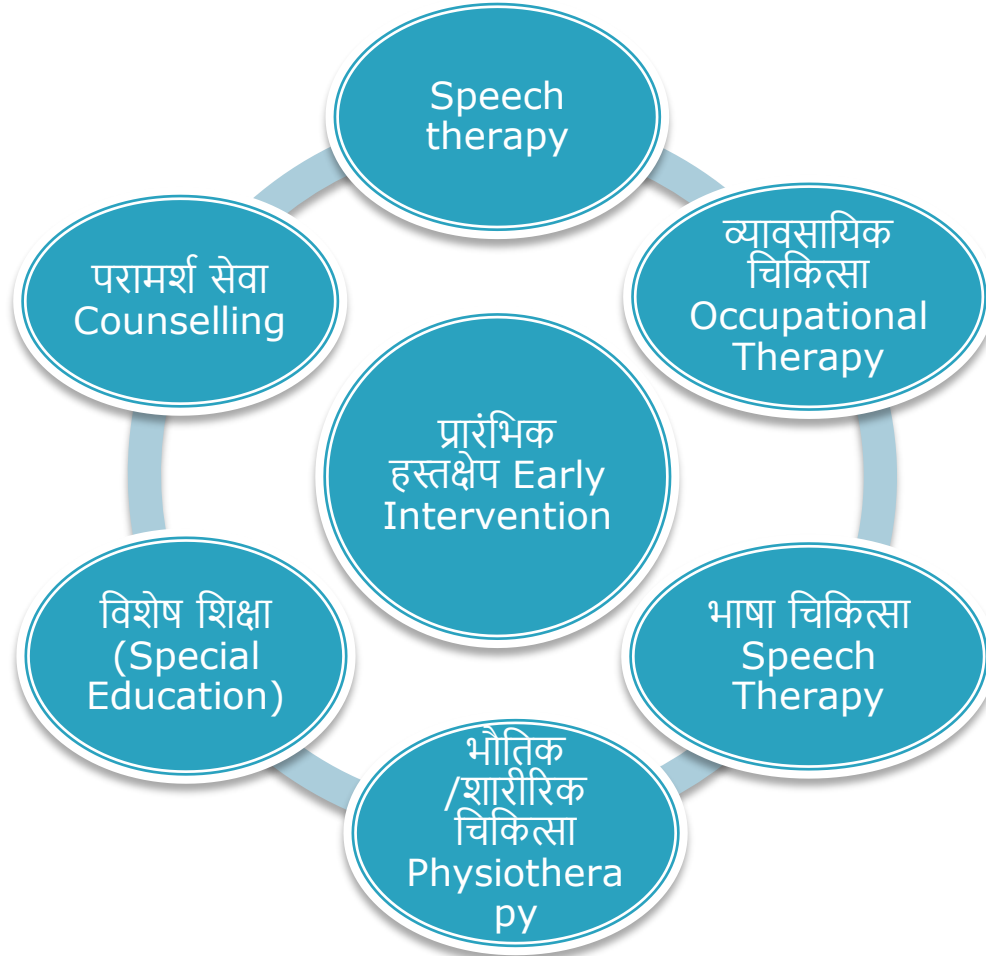 Speech
therapy
व्यावसायिक
चिकित्सा
Occupational
Therapy
परामर्श सेवा
Counselling
प्रारंभिक
हस्तक्षेप Early
Intervention
विशेष शिक्षा
(Special
Education)
भाषा चिकित्सा
Speech
Therapy
भौतिक
/शारीरिक
चिकित्सा
Physiothera
py